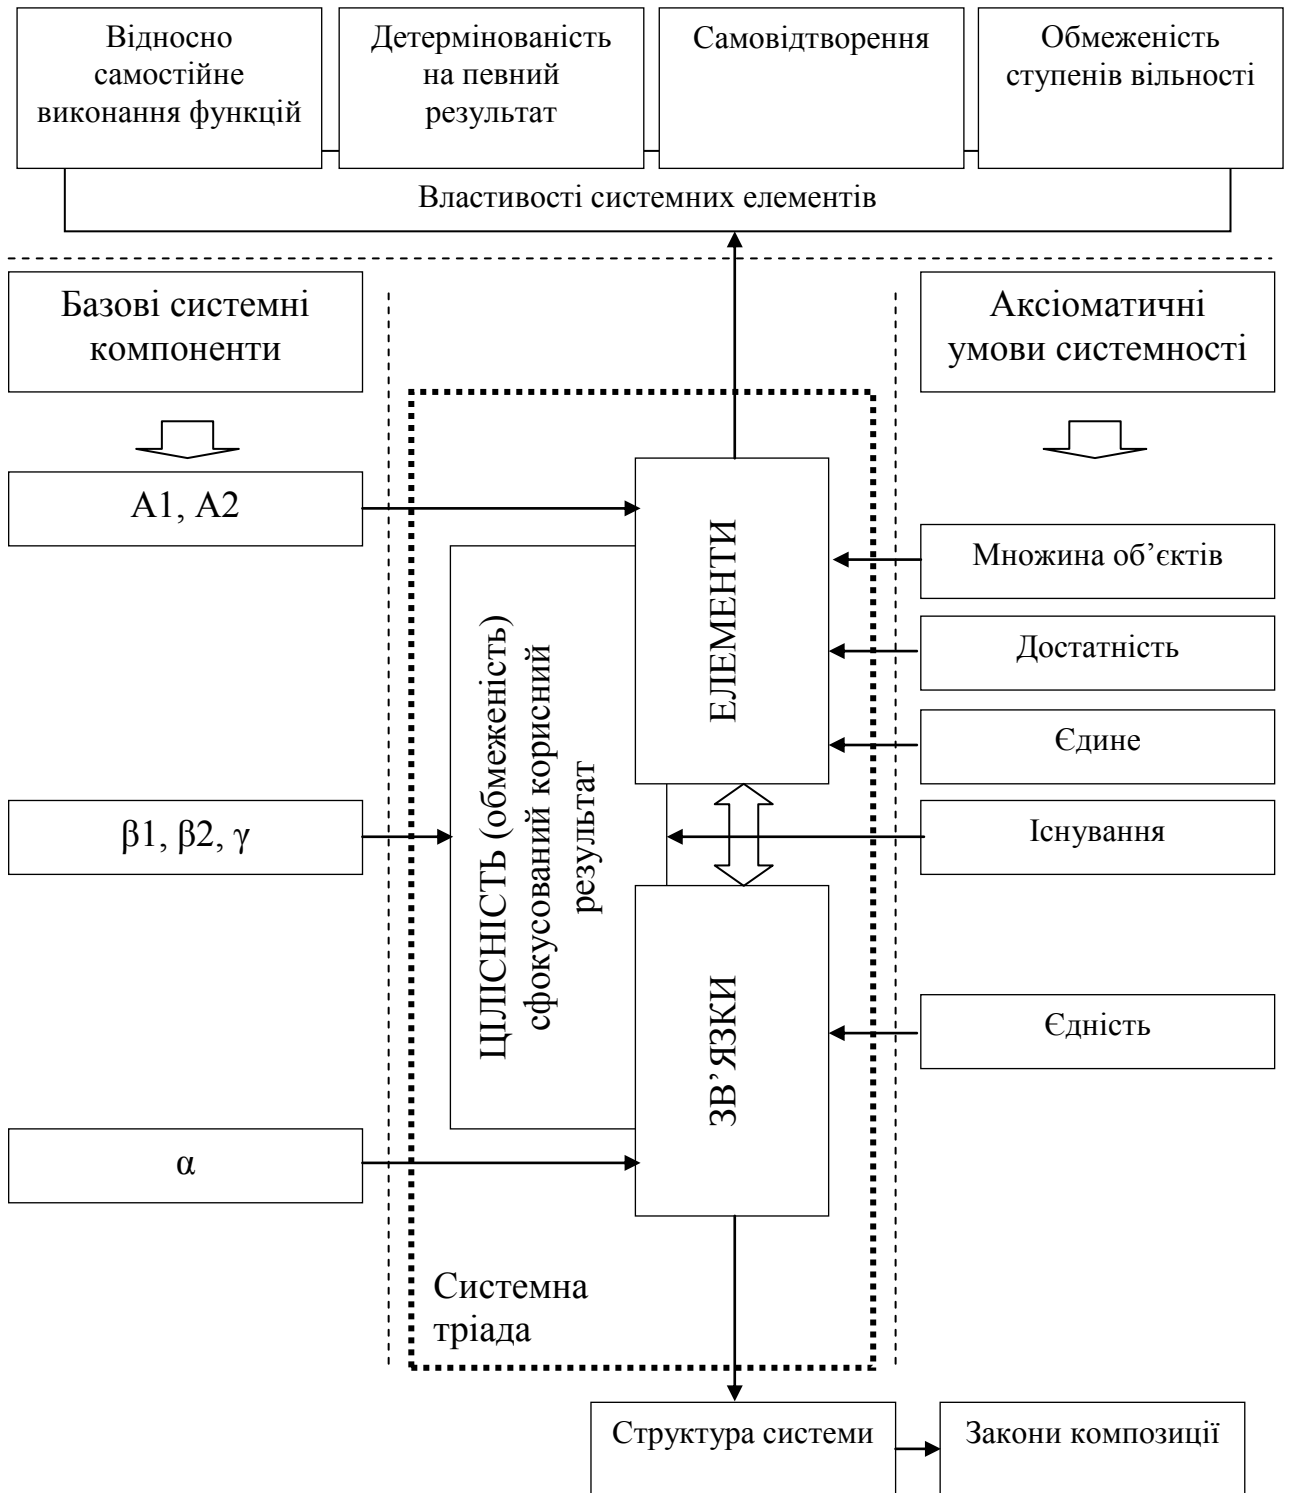 Відносно
самостійне
виконання функцій
Детермінованість
на певний
результат
Самовідтворення
Обмеженість
ступенів вільності
Властивості системних елементів
Базові системні
компоненти
Аксіоматичні
умови системності
А1, А2
ЕЛЕМЕНТИ
Множина об’єктів
Достатність
Єдине
ЦІЛІСНІСТЬ (обмеженість)
сфокусований корисний
результат
β1, β2, γ
Існування
ЗВ’ЯЗКИ
Єдність
α
Системна
тріада
Структура системи
Закони композиції